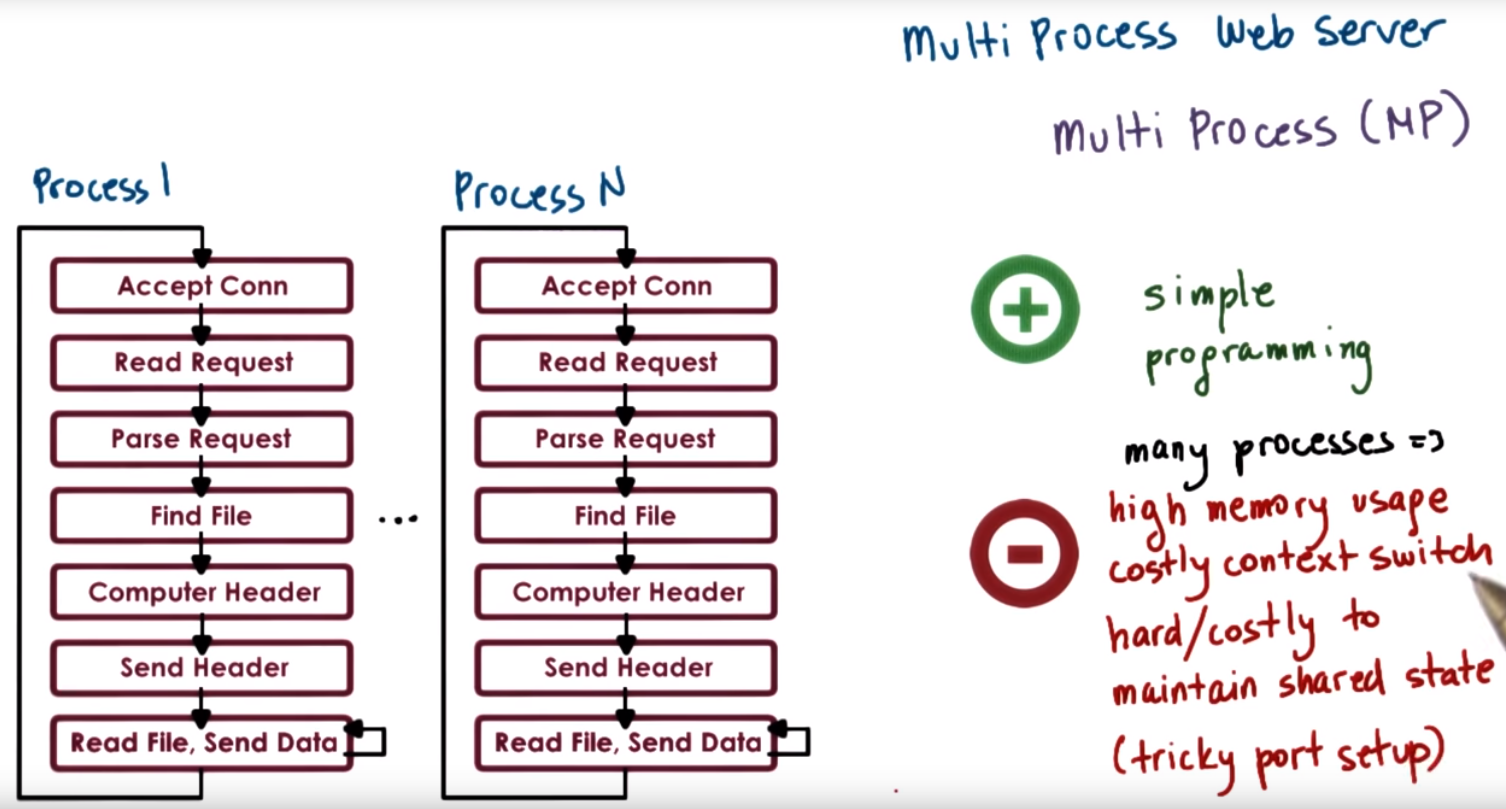 Multi Process Web Server
Multi Process (MP)
Process 1
Accept Conn
Read Request
Parse Request
Find File
Computer Header
Send Header
Read File, Send Data
...
Process N
Accept Conn
Read Request
Parse Request
Find File
Computer Header
Send Header
Read File, Send Data
+
simple
programming
many processes =>
-
high memory usage
costly context switch
hard/costly to
maintain shared state
(tricky port setup)